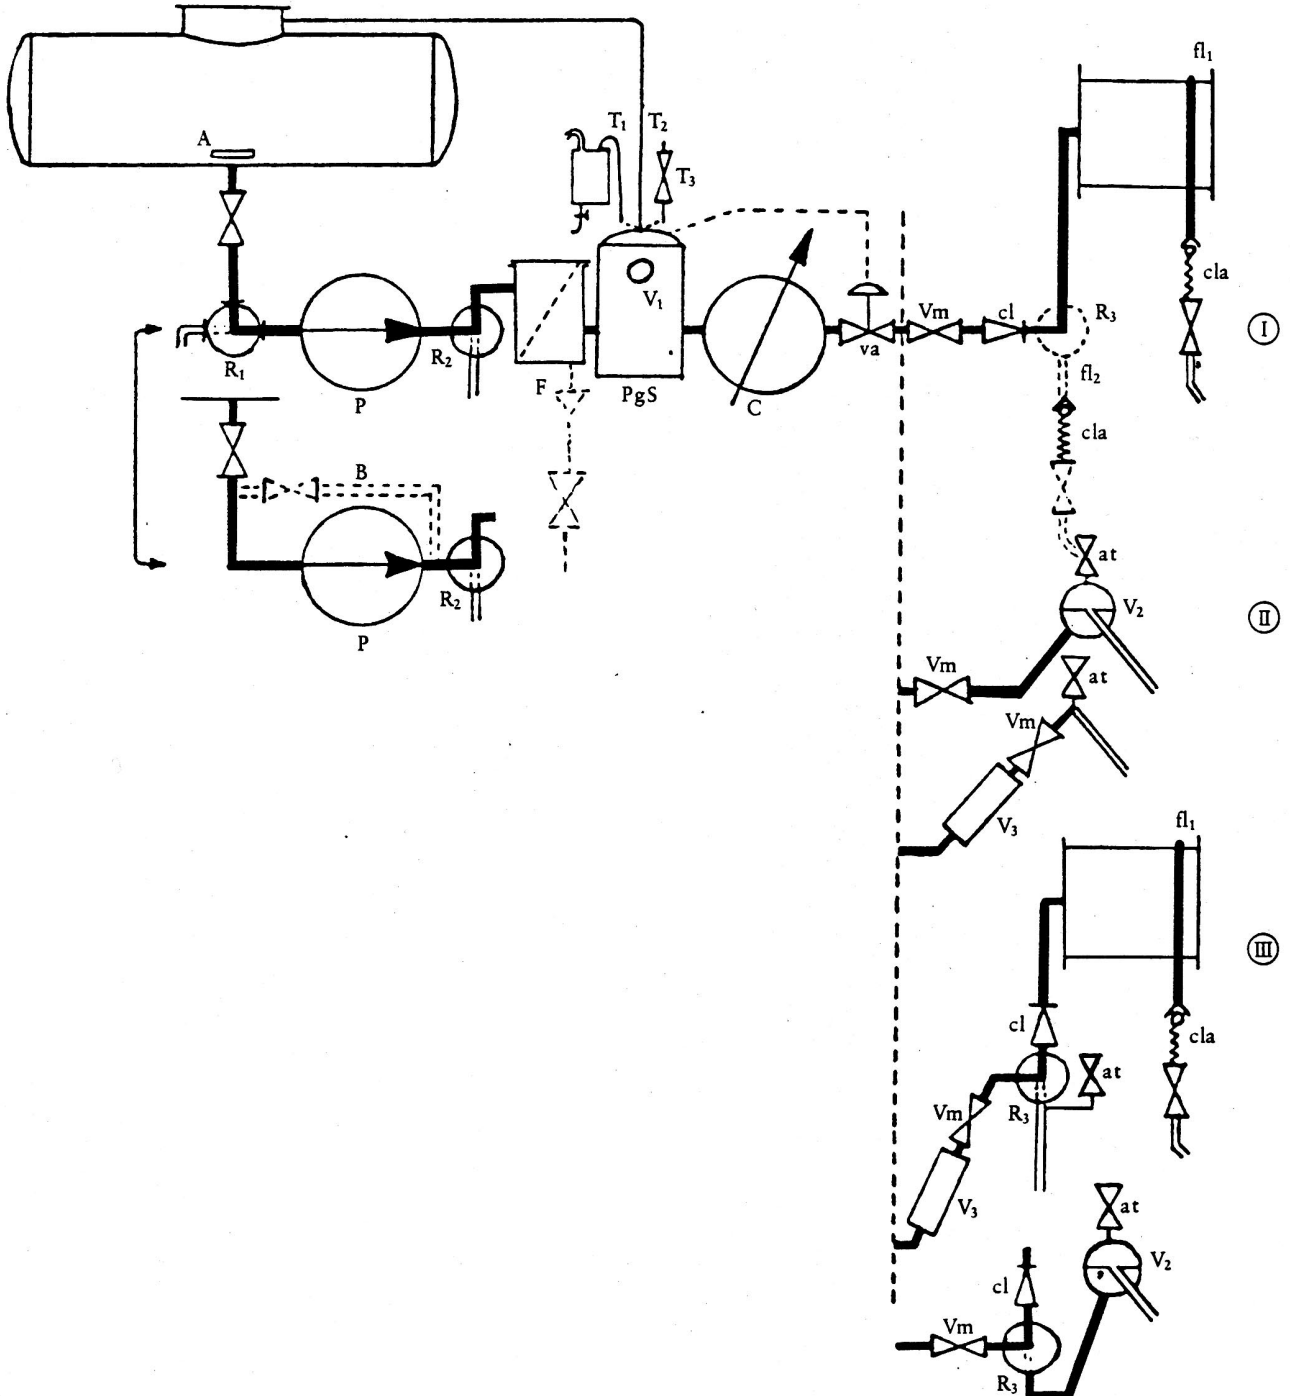 fl₁
A
T₁
T₂
T₃
cla
V₁
R₁
P
R₂
F
PgS
C
va
Vm
cl
R₃
I
fl₂
cla
B
P
R₂
at
V₂
II
Vm
at
Vm
V₃
fl₁
III
cl
cla
at
Vm
R₃
V₃
at
V₂
cl
Vm
R₃